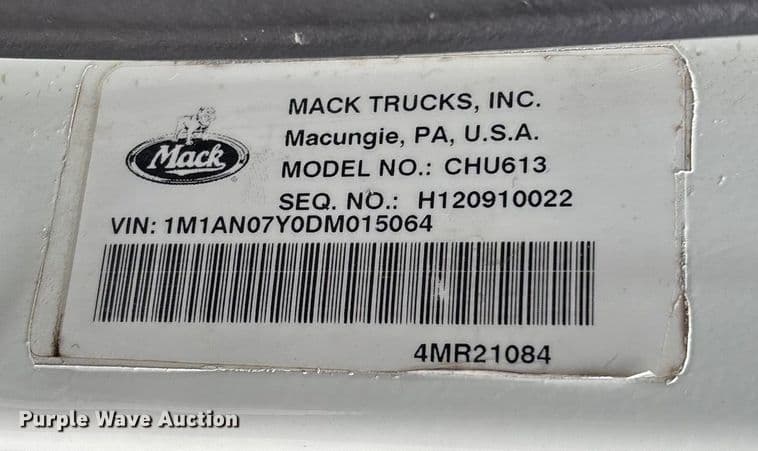 MACK TRUCKS, INC.
Macungie, PA, U.S.A.
Mack
MODEL NO.: CHU613
SEQ. NO.: H120910022
VIN: 1M1AN07Y0DM015064
4MR21084
Purple Wave Auction